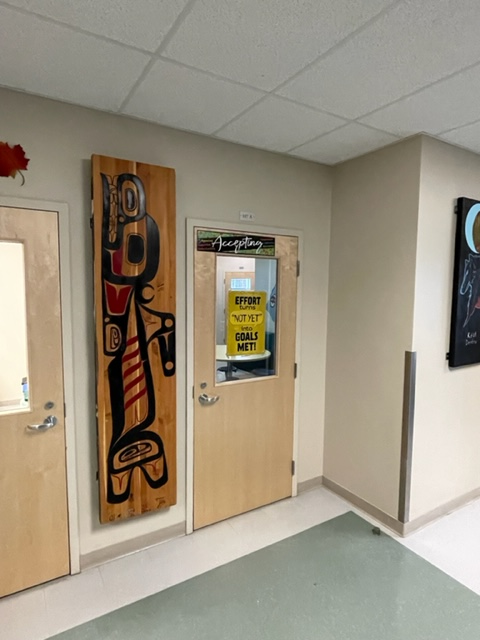 Accepting
EFFORT
turns
"NOT YET"
into
GOALS
MET!